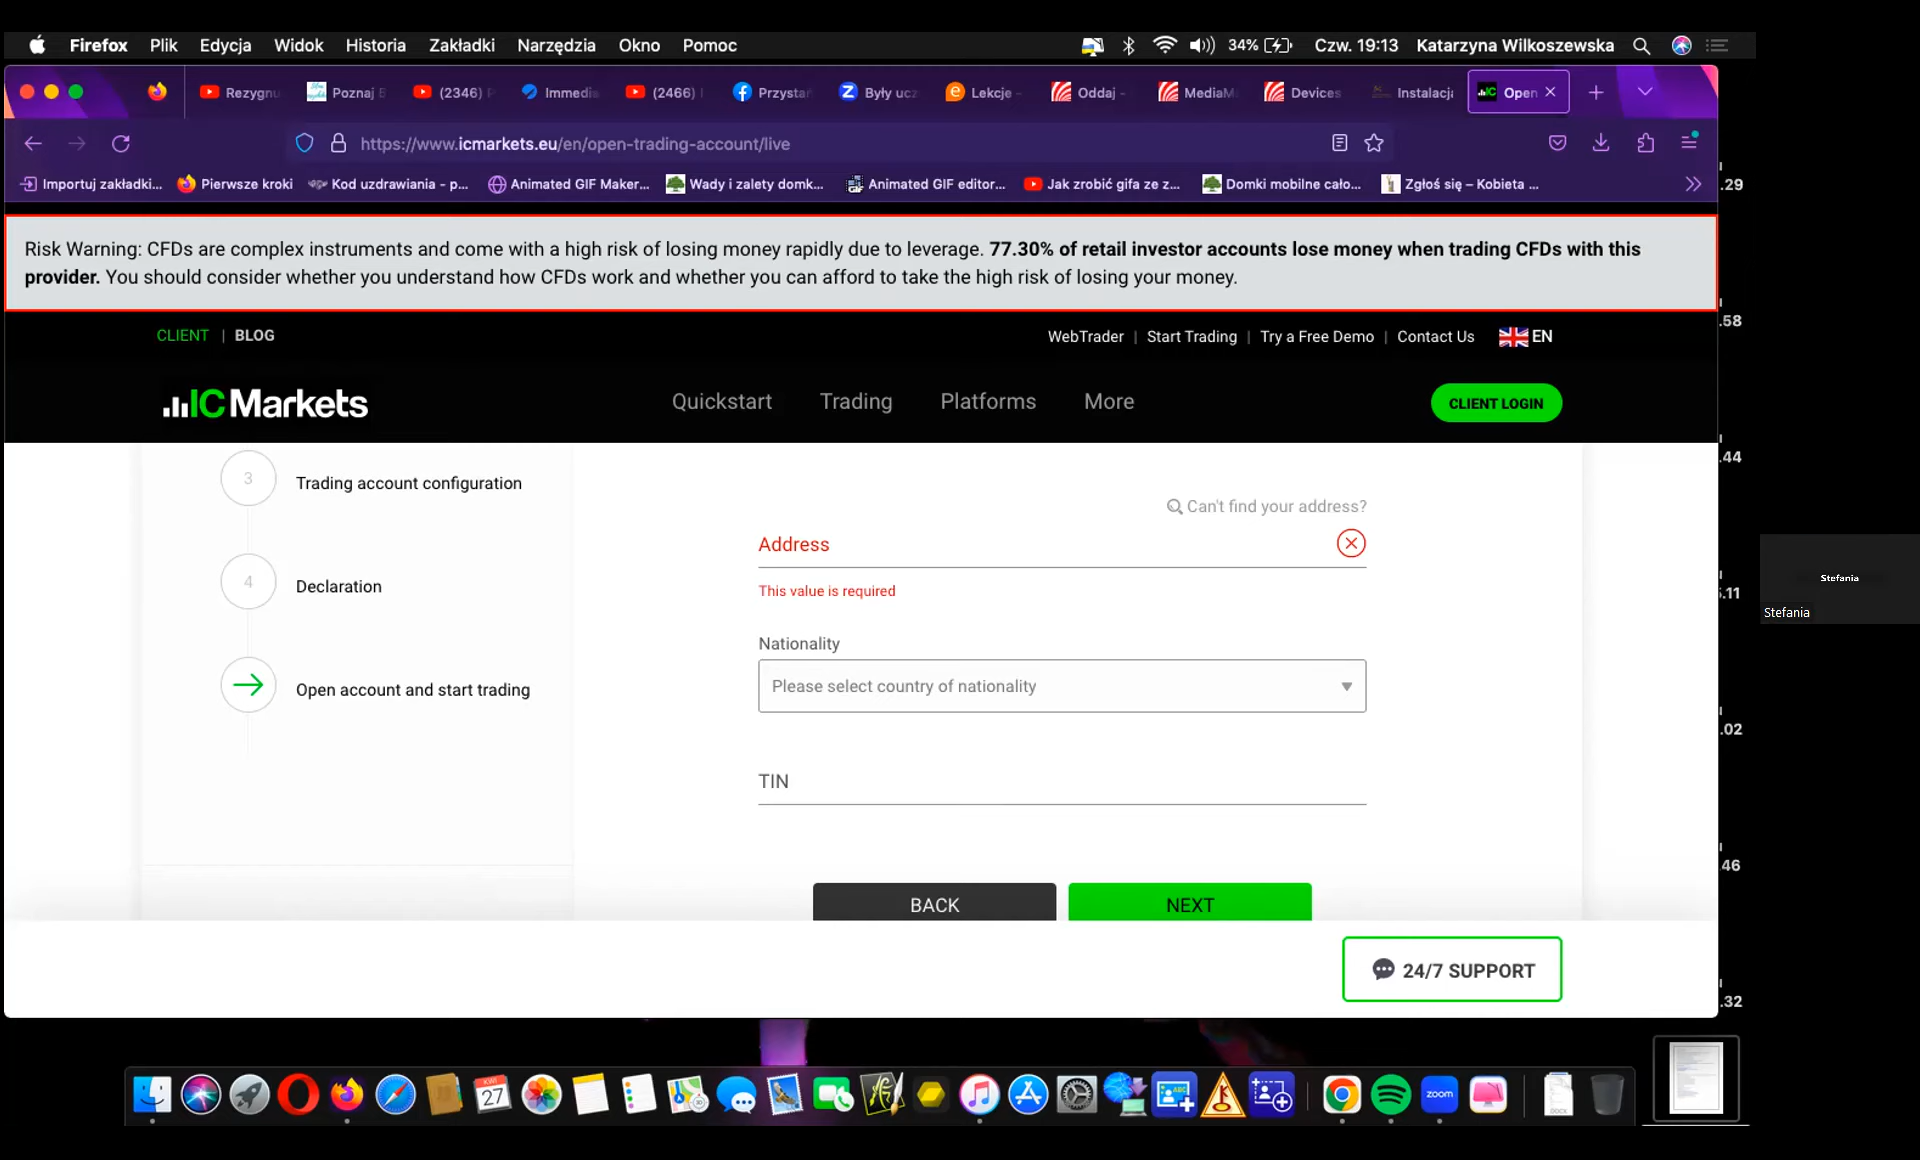 Firefox Plik Edycja Widok Historia Zakładki Narzędzia Okno Pomoc 34% Czw. 19:13 Katarzyna Wilkoszewska
Rezygnu Poznaj (2346) Immedia (2466) Przystań Były ucz Lekcje - Oddaj - MediaM Devices Instalacja Open
https://www.icmarkets.eu/en/open-trading-account/live
Importuj zakładki... Pierwsze kroki Kod uzdrawiania - p... Animated GIF Maker... Wady i zalety domk... Animated GIF editor... Jak zrobić gifa ze z... Domki mobilne cało... Zgłoś się – Kobieta ...
.29
Risk Warning: CFDs are complex instruments and come with a high risk of losing money rapidly due to leverage. 77.30% of retail investor accounts lose money when trading CFDs with this
provider. You should consider whether you understand how CFDs work and whether you can afford to take the high risk of losing your money.
.58
CLIENT | BLOG WebTrader | Start Trading | Try a Free Demo | Contact Us EN
IC Markets Quickstart Trading Platforms More CLIENT LOGIN
.44
3 Trading account configuration
Can't find your address?
Address
This value is required
4 Declaration
.11
Stefania
Stefania
Nationality
Please select country of nationality
Open account and start trading
.02
TIN
.46
BACK NEXT
24/7 SUPPORT
.32
27
zoom
DOCX